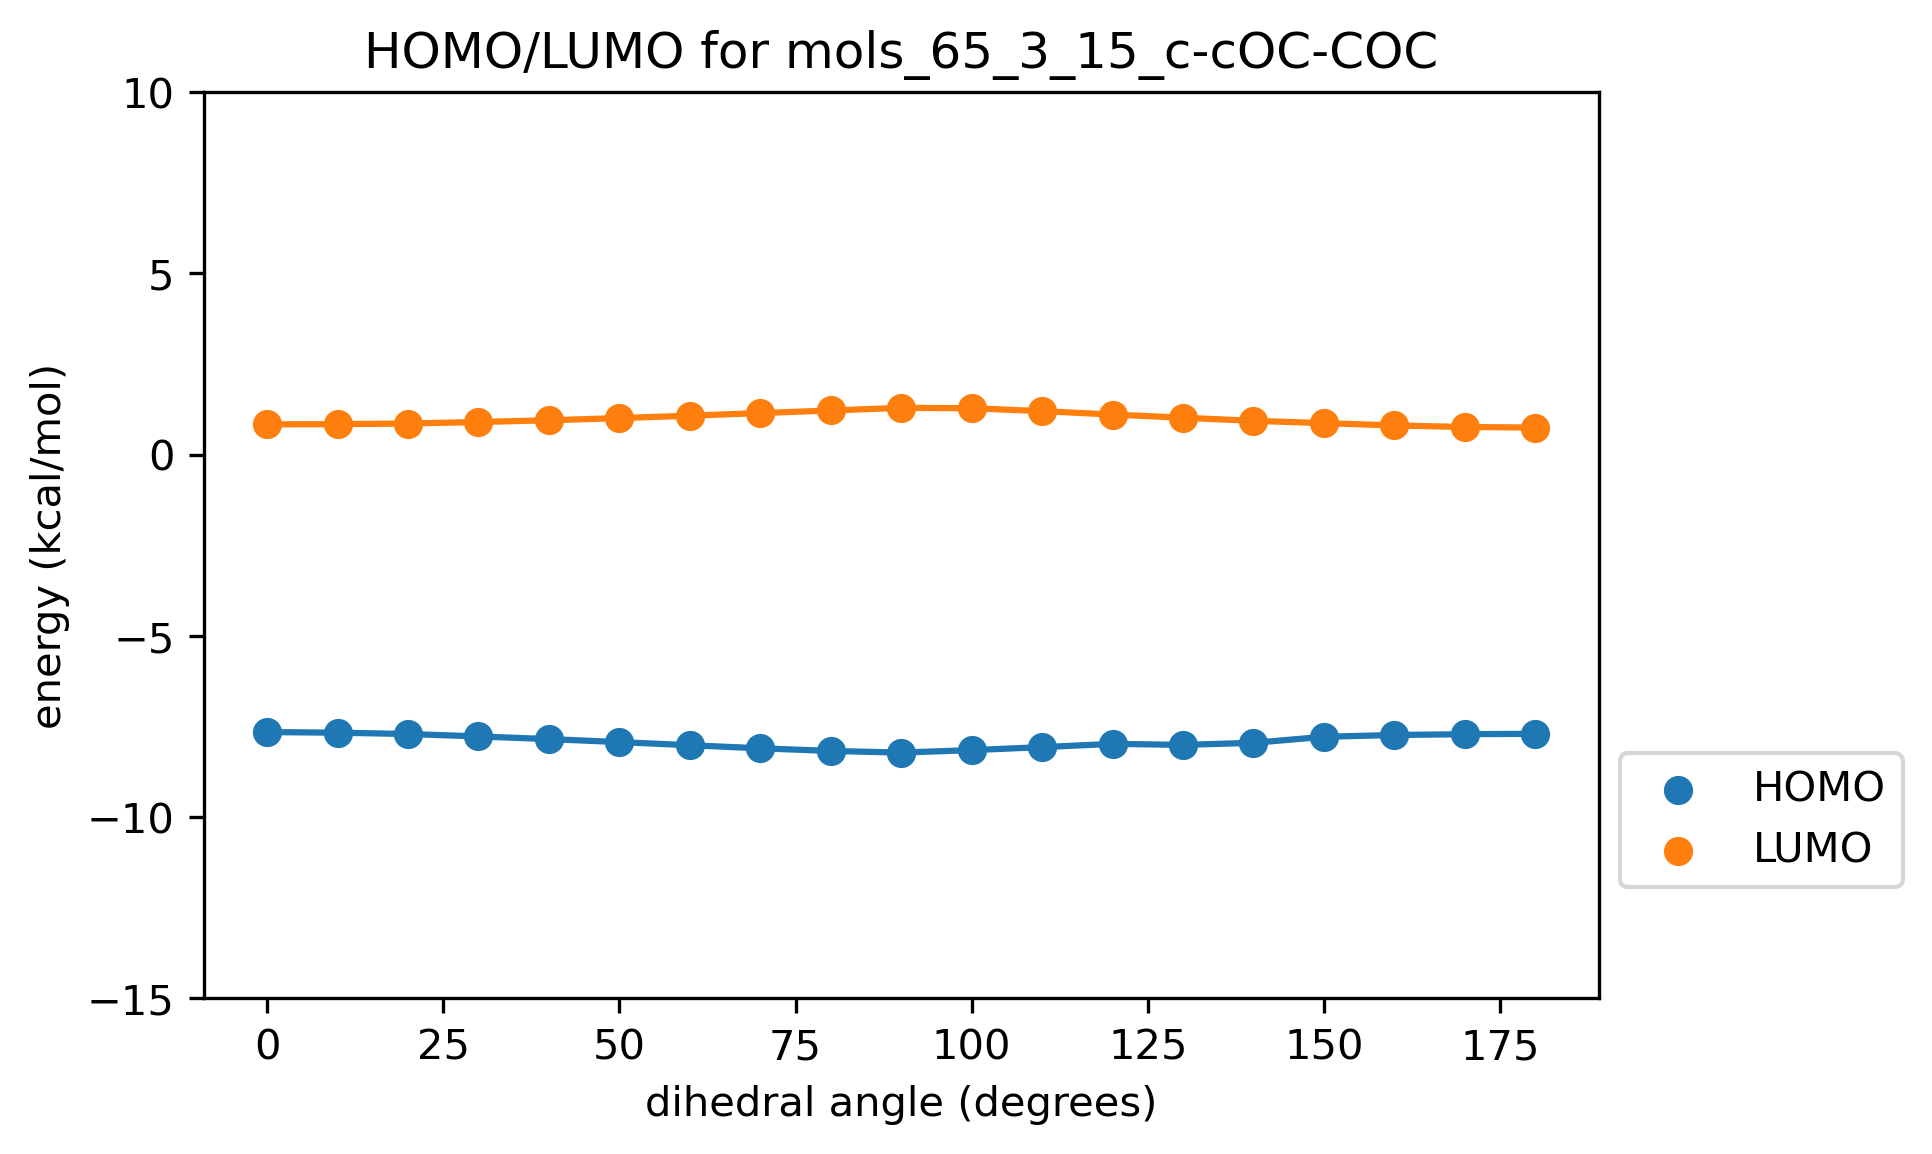 HOMO/LUMO for mols_65_3_15_c-cOC-COC
10
5
0
−5
−10
−15
energy (kcal/mol)
0 25 50 75 100 125 150 175
dihedral angle (degrees)
HOMO
LUMO